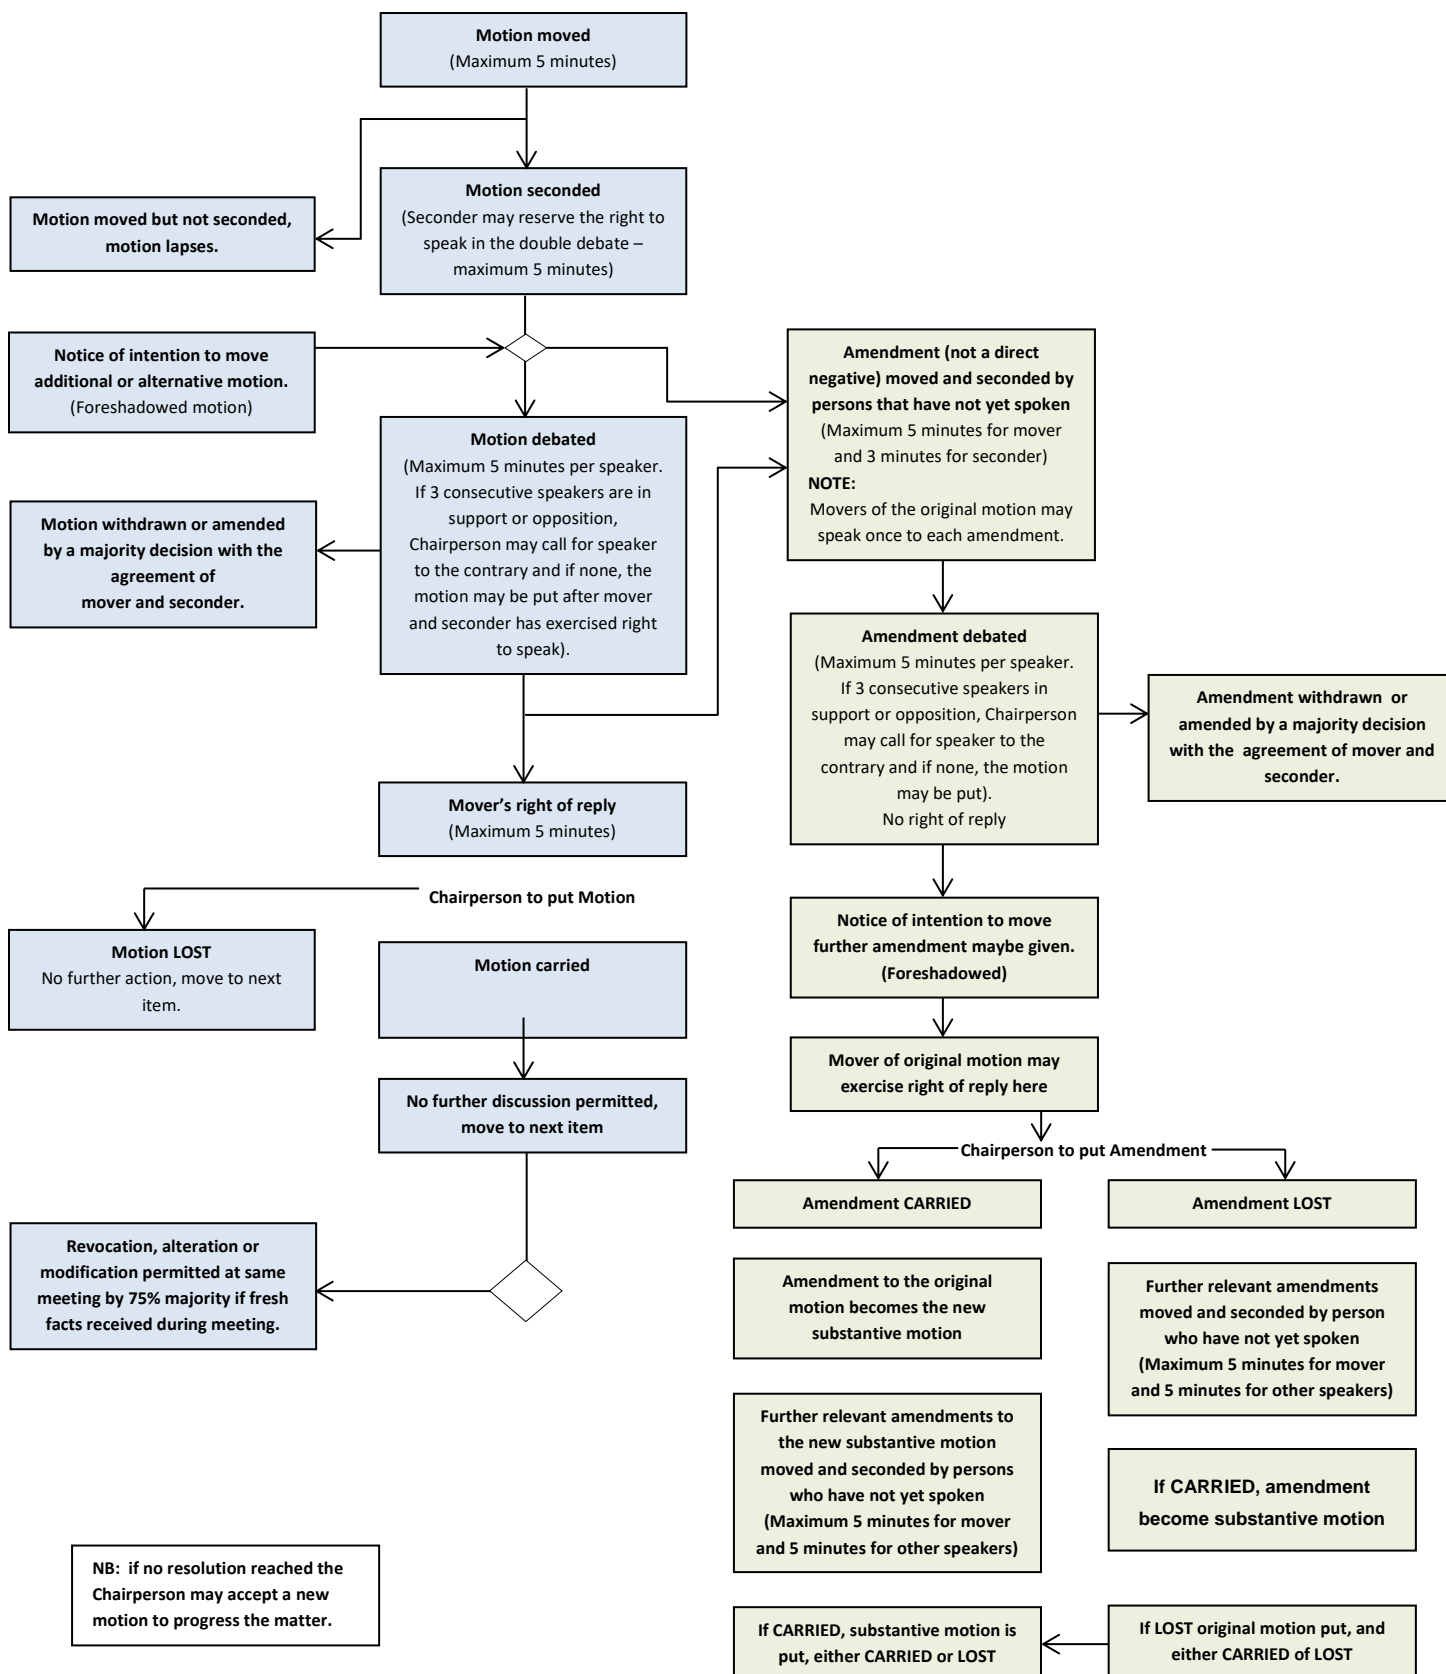 Motion moved
(Maximum 5 minutes)
Motion seconded
(Seconder may reserve the right to
speak in the double debate –
maximum 5 minutes)
Motion moved but not seconded,
motion lapses.
Notice of intention to move
additional or alternative motion.
(Foreshadowed motion)
Motion debated
(Maximum 5 minutes per speaker.
If 3 consecutive speakers are in
support or opposition,
Chairperson may call for speaker
to the contrary and if none, the
motion may be put after mover
and seconder has exercised right
to speak).
Motion withdrawn or amended
by a majority decision with the
agreement of
mover and seconder.
Mover’s right of reply
(Maximum 5 minutes)
Chairperson to put Motion
Motion LOST
No further action, move to next
item.
Motion carried
No further discussion permitted,
move to next item
Revocation, alteration or
modification permitted at same
meeting by 75% majority if fresh
facts received during meeting.
NB:  if no resolution reached the
Chairperson may accept a new
motion to progress the matter.
Amendment (not a direct
negative) moved and seconded by
persons that have not yet spoken
(Maximum 5 minutes for mover
and 3 minutes for seconder)
NOTE:
Movers of the original motion may
speak once to each amendment.
Amendment debated
(Maximum 5 minutes per speaker.
If 3 consecutive speakers in
support or opposition, Chairperson
may call for speaker to the
contrary and if none, the motion
may be put).
No right of reply
Amendment withdrawn  or
amended by a majority decision
with the  agreement of mover and
seconder.
Notice of intention to move
further amendment maybe given.
(Foreshadowed)
Mover of original motion may
exercise right of reply here
Chairperson to put Amendment
Amendment CARRIED
Amendment to the original
motion becomes the new
substantive motion
Further relevant amendments to
the new substantive motion
moved and seconded by persons
who have not yet spoken
(Maximum 5 minutes for mover
and 5 minutes for other speakers)
If CARRIED, substantive motion is
put, either CARRIED or LOST
Amendment LOST
Further relevant amendments
moved and seconded by person
who have not yet spoken
(Maximum 5 minutes for mover
and 5 minutes for other speakers)
If CARRIED, amendment
become substantive motion
If LOST original motion put, and
either CARRIED of LOST